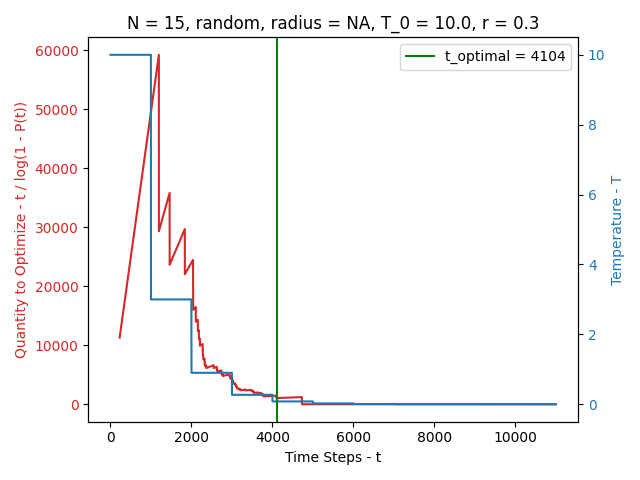 N = 15, random, radius = NA, T_0 = 10.0, r = 0.3
t_optimal = 4104
Quantity to Optimize - t / log(1 - P(t))
60000
50000
40000
30000
20000
10000
0
10
8
6
4
2
0
Temperature - T
0 2000 4000 6000 8000 10000
Time Steps - t